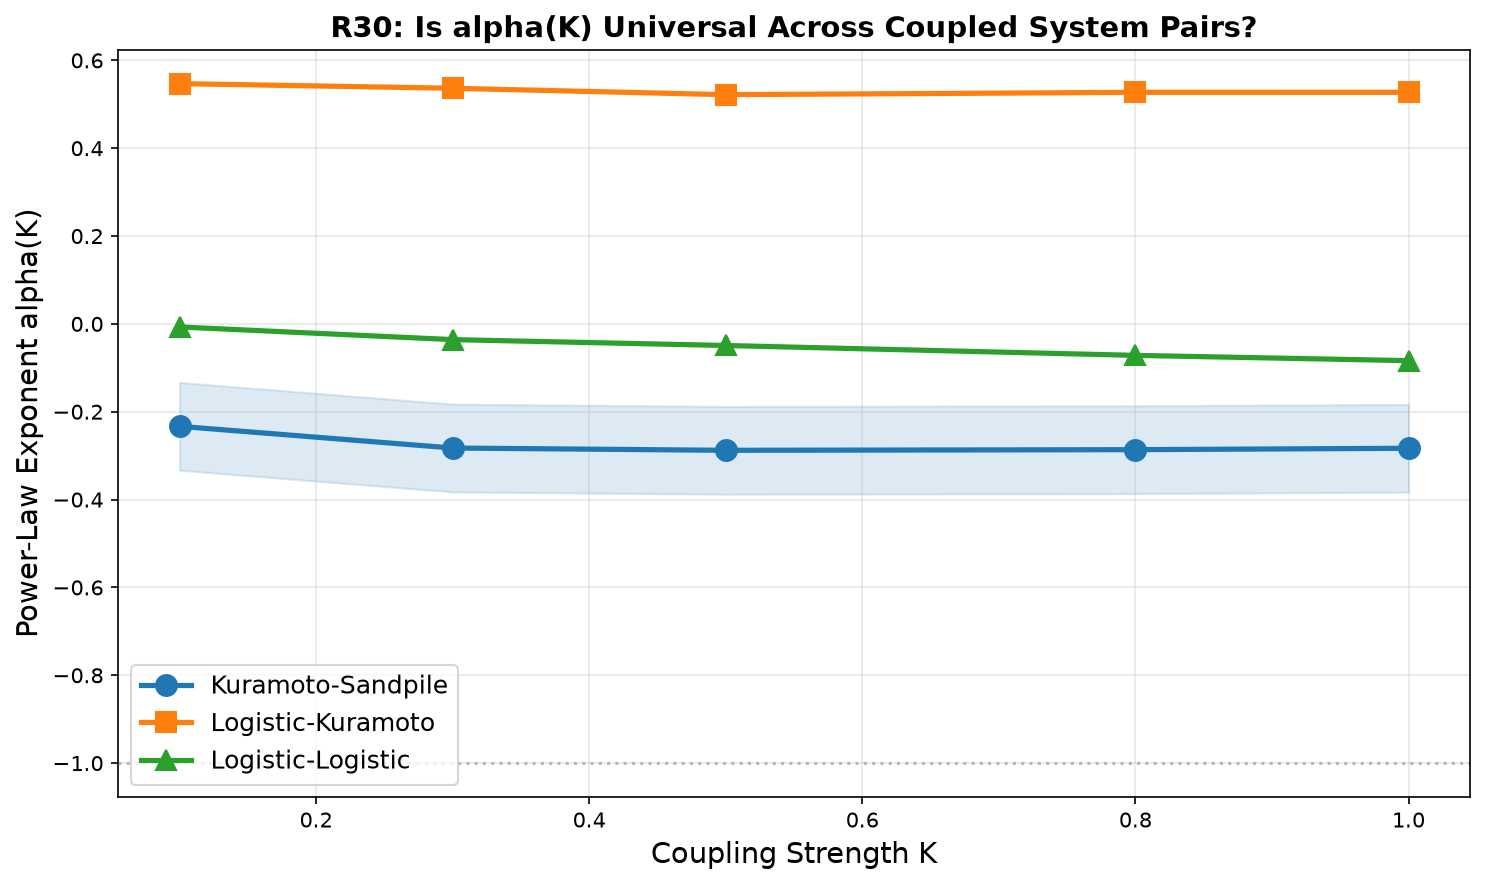 R30: Is alpha(K) Universal Across Coupled System Pairs?
Power-Law Exponent alpha(K)
0.6
0.4
0.2
0.0
−0.2
−0.4
−0.6
−0.8
−1.0
Kuramoto-Sandpile
Logistic-Kuramoto
Logistic-Logistic
0.2
0.4
0.6
0.8
1.0
Coupling Strength K